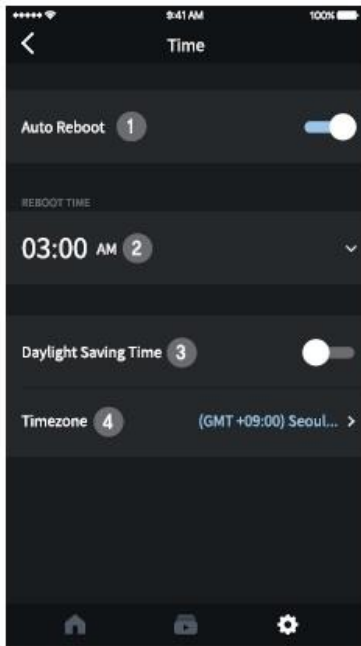 9:41 AM 100%
Time
Auto Reboot 1
REBOOT TIME
03:00 AM 2
Daylight Saving Time 3
Timezone 4 (GMT +09:00) Seoul... >